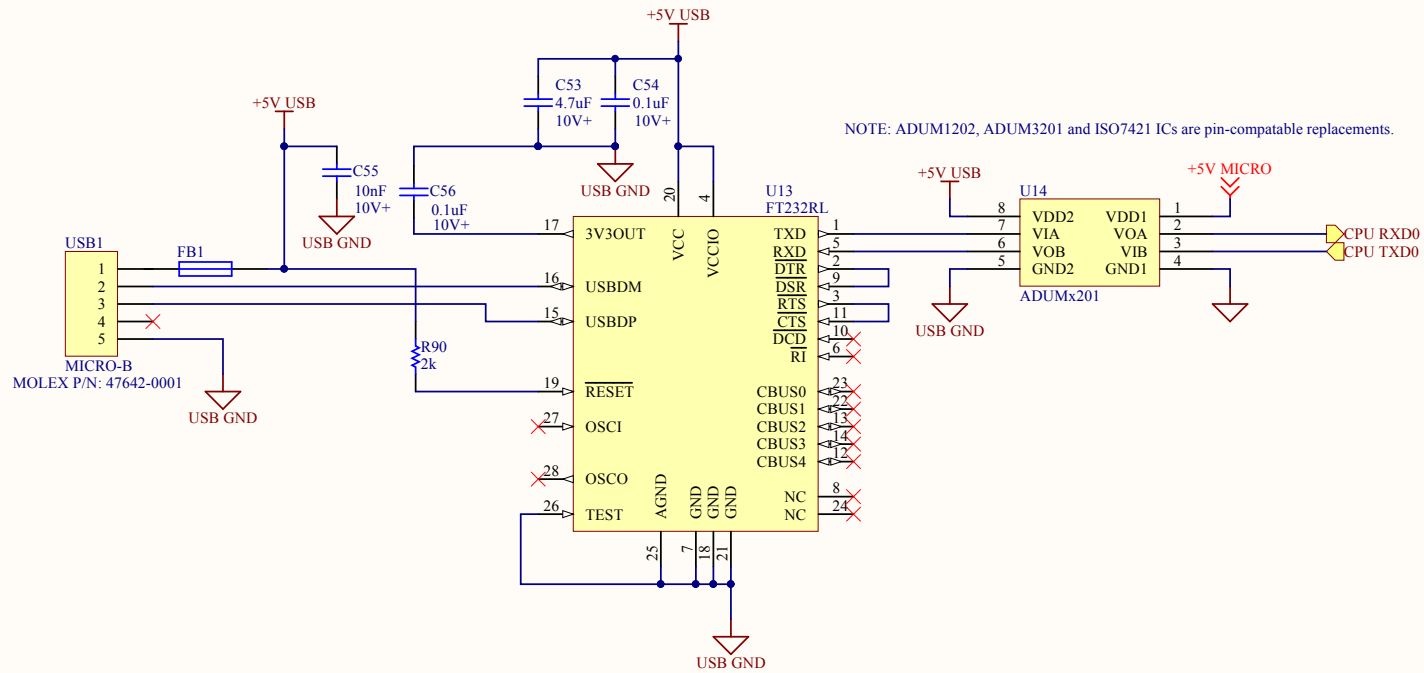 +5V USB
+5V USB
C53
4.7uF
10V+
C54
0.1uF
10V+
USB GND
C55
10nF
10V+
USB GND
C56
0.1uF
10V+
NOTE: ADUM1202, ADUM3201 and ISO7421 ICs are pin-compatable replacements.
USB1
1
2
3
4
5
MICRO-B
MOLEX P/N: 47642-0001
FB1
USB GND
R90
2k
U13
FT232RL
20
4
VCC
VCCIO
17
3V3OUT
16
USBDM
15
USBDP
19
RESET
27
OSCI
28
OSCO
26
TEST
AGND
GND
GND
GND
25
7
18
21
USB GND
TXD 1
RXD 5
DTR 2
DSR 9
RTS 3
CTS 11
DCD 10
RI 6
CBUS0 23
CBUS1 22
CBUS2 13
CBUS3 14
CBUS4 12
NC 8
NC 24
+5V USB
+5V MICRO
U14
8 VDD2 VDD1 1
7 VIA VOA 2
6 VOB VIB 3
5 GND2 GND1 4
ADUMx201
USB GND
CPU RXD0
CPU TXD0